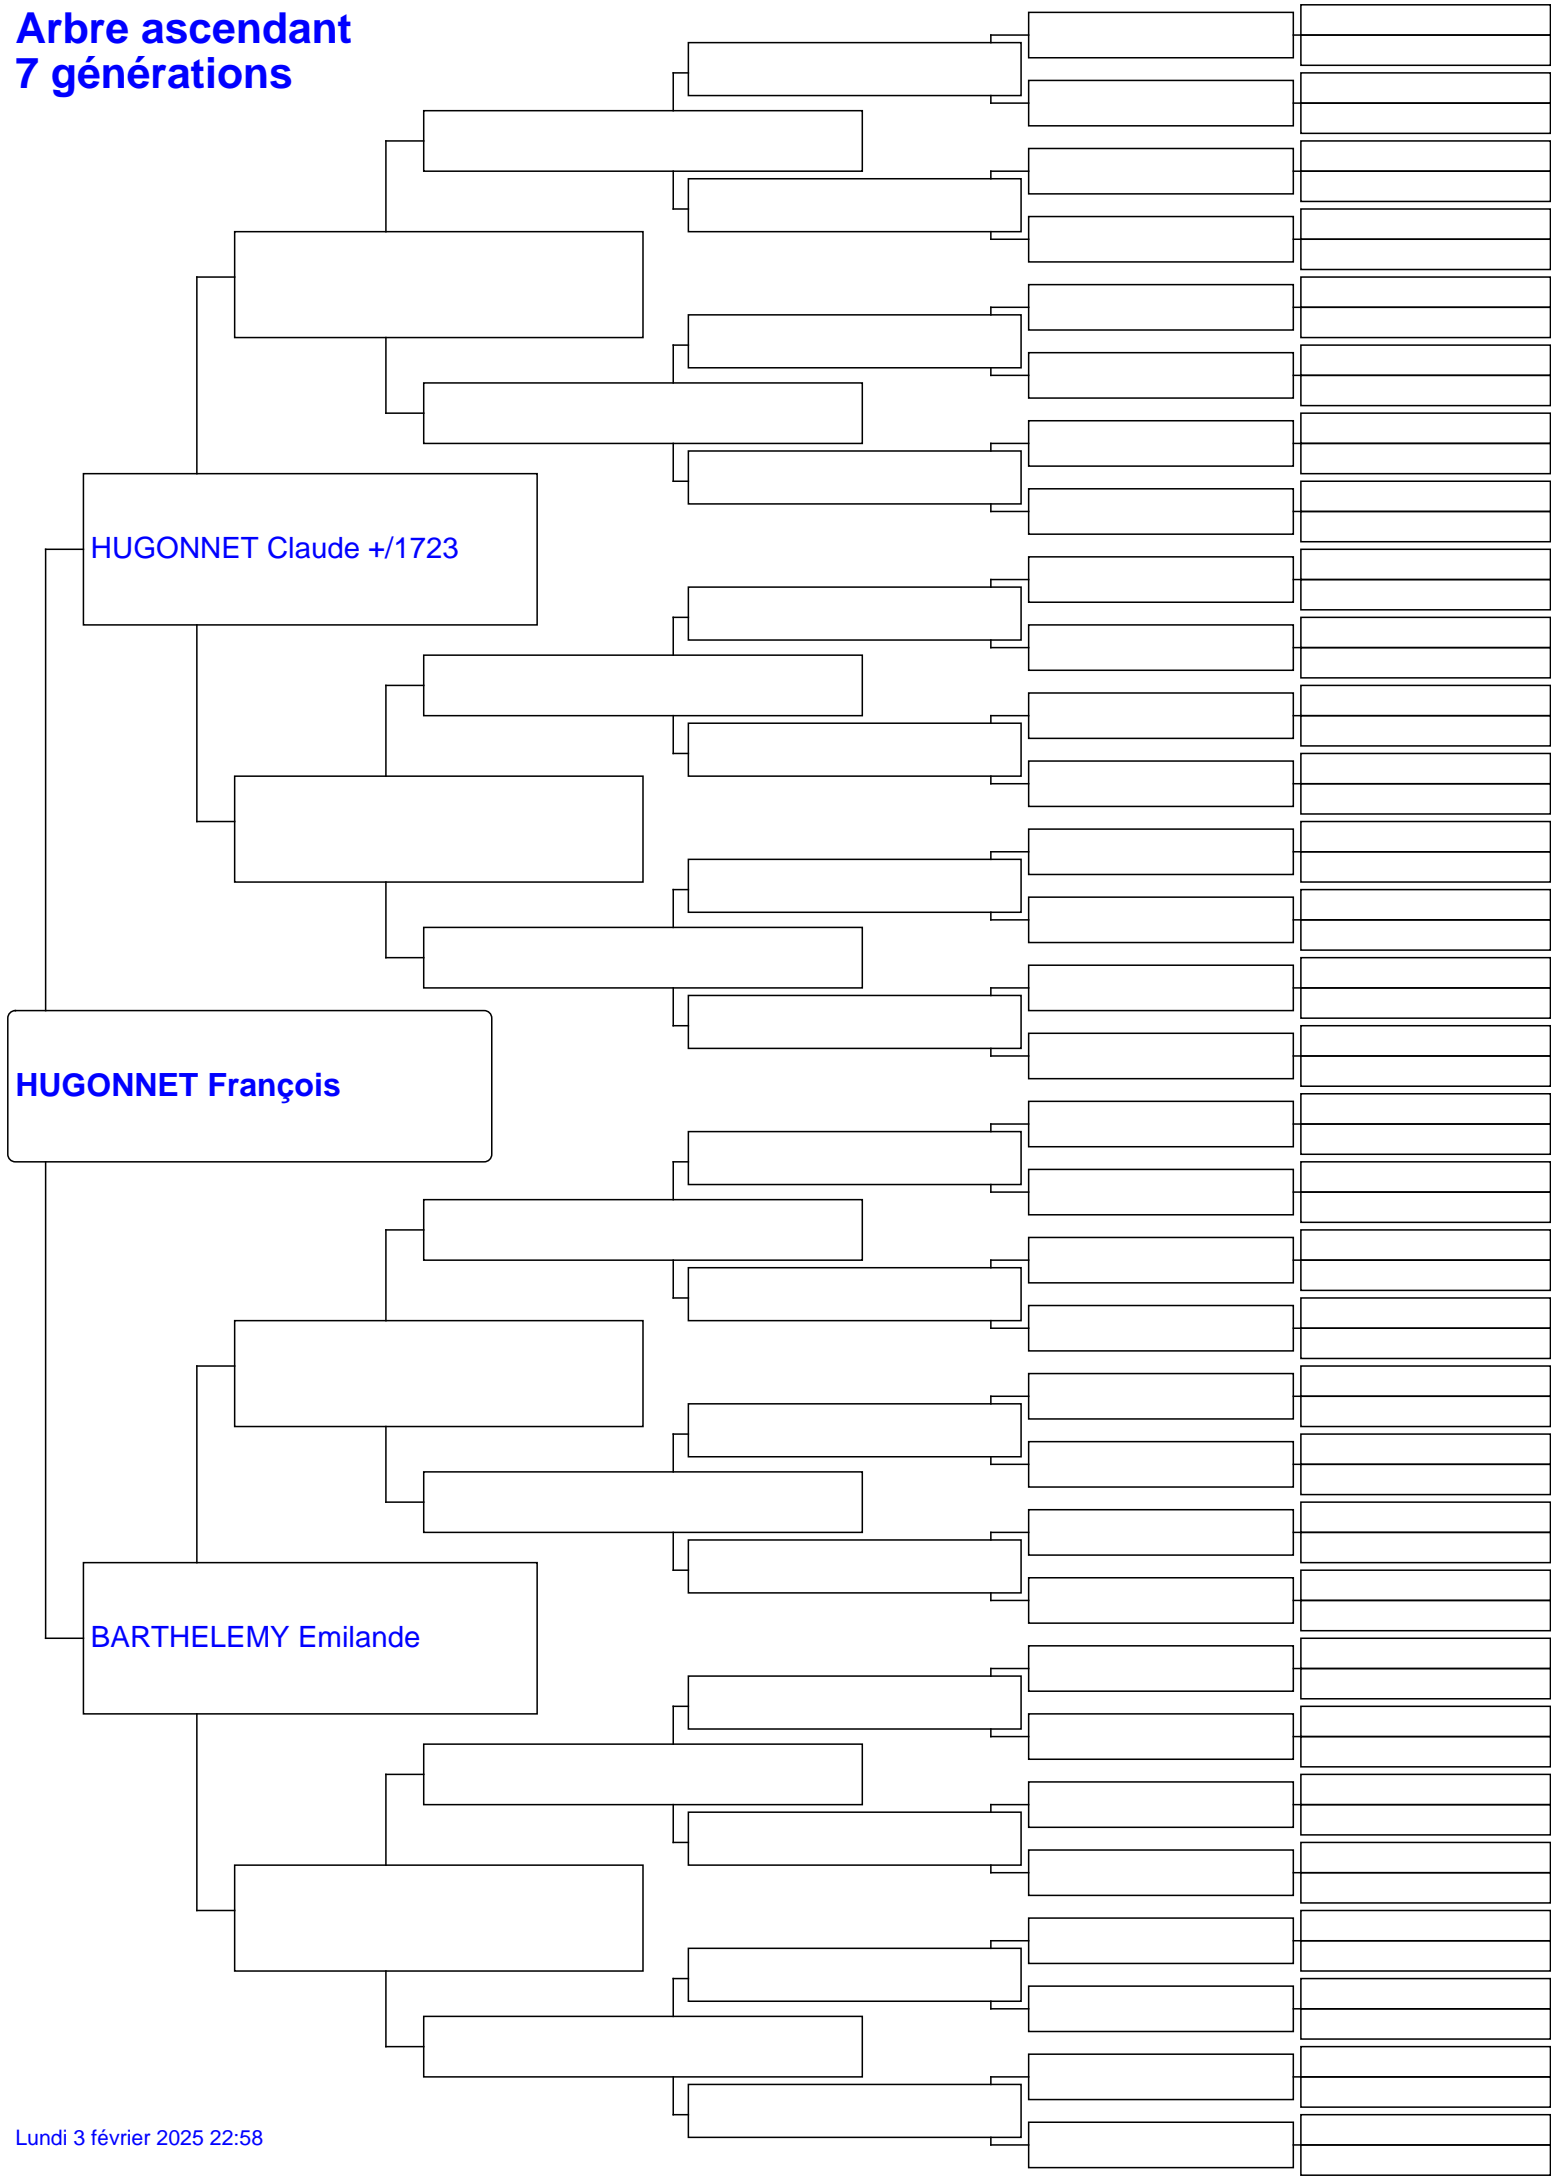 Arbre ascendant
7 générations
HUGONNET Claude +/1723
HUGONNET François
BARTHELEMY Emilande
Lundi 3 février 2025 22:58